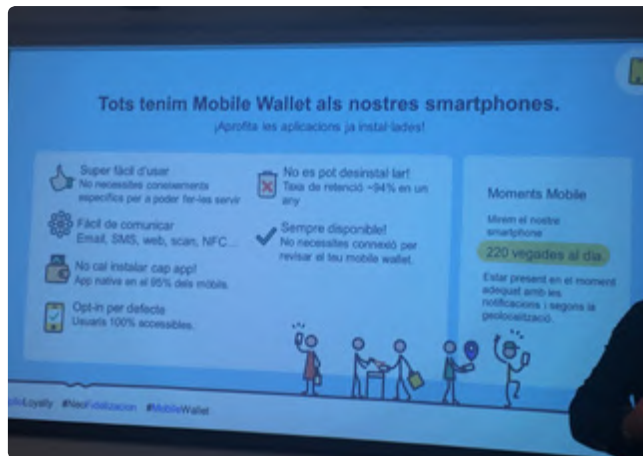 Tots tenim Mobile Wallet als nostres smartphones.
¡Aprofita les aplicacions ja instal·lades!
Super fàcil d'usar
No necessites coneixements
específics per a poder fer-les servir
Fàcil de comunicar
Email, SMS, web, scan, NFC...
No cal instalar cap app!
App nativa en el 95% dels mòbils.
Opt-in per defecte
Usuaris 100% accessibles.
No es pot desinstal·lar!
Taxa de retenció ~94% en un
any
Sempre disponible!
No necessites connexió per
revisar el teu mobile wallet.
Moments Mobile
Mirem el nostre
smartphone
220 vegades al dia.
Estar present en el moment
adequat amb les
notificacions i segons la
geolocalització.
Loyalty #NeoFidelizacion #MobileWallet